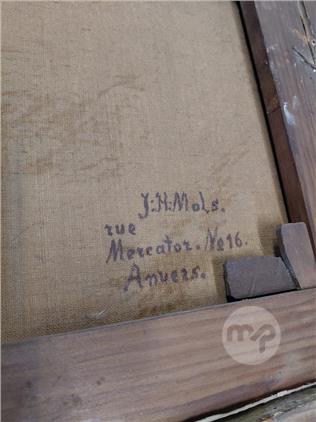 J:H:Mols.
rue
Mercator. No 16.
Anvers.
mp